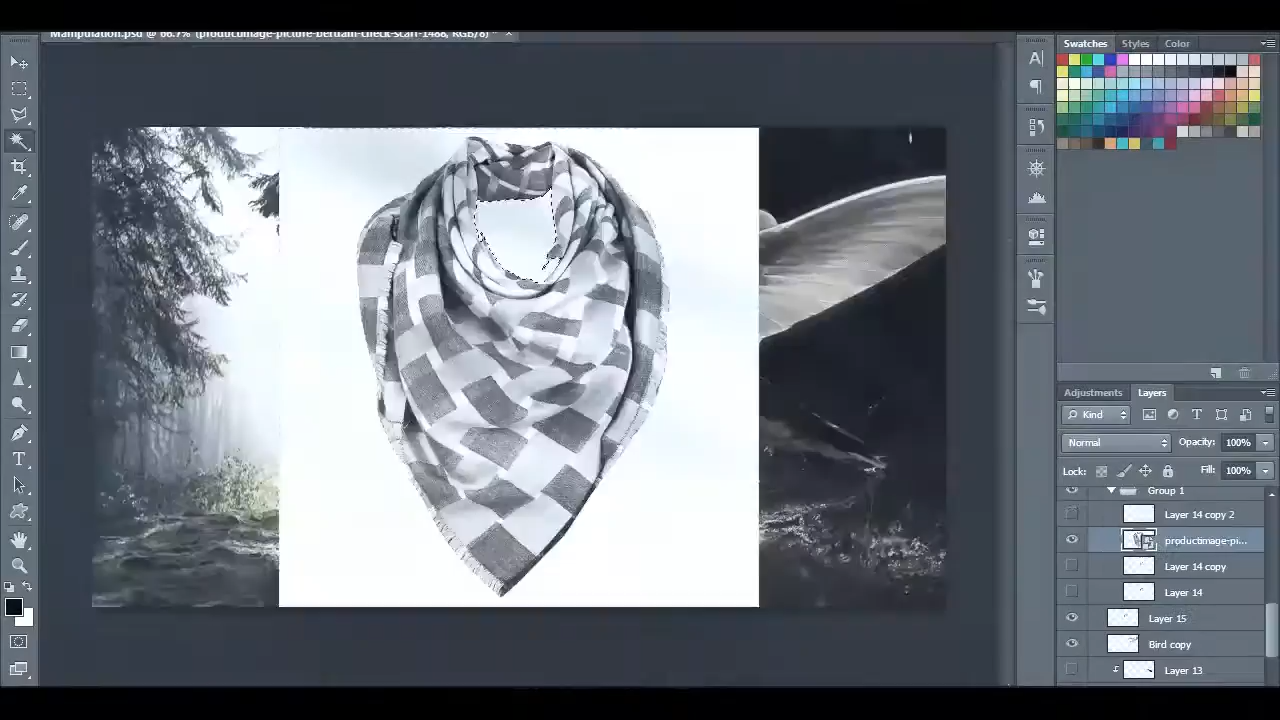 Manipulation.psd @ 66.7% (productimage-picture-bertram-check-scarf-1488, RGB/8) * ×
Swatches Styles Color
Adjustments Layers
Kind
Normal Opacity: 100%
Lock: Fill: 100%
Group 1
Layer 14 copy 2
productimage-pi...
Layer 14 copy
Layer 14
Layer 15
Bird copy
Layer 13